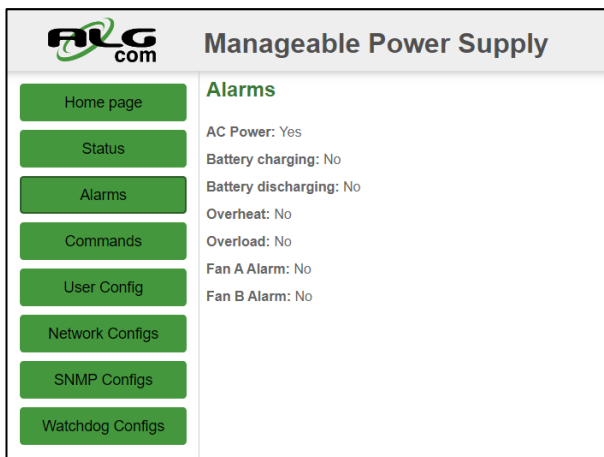 ALG
com
Manageable Power Supply
Home page
Status
Alarms
Commands
User Config
Network Configs
SNMP Configs
Watchdog Configs
Alarms
AC Power: Yes
Battery charging: No
Battery discharging: No
Overheat: No
Overload: No
Fan A Alarm: No
Fan B Alarm: No